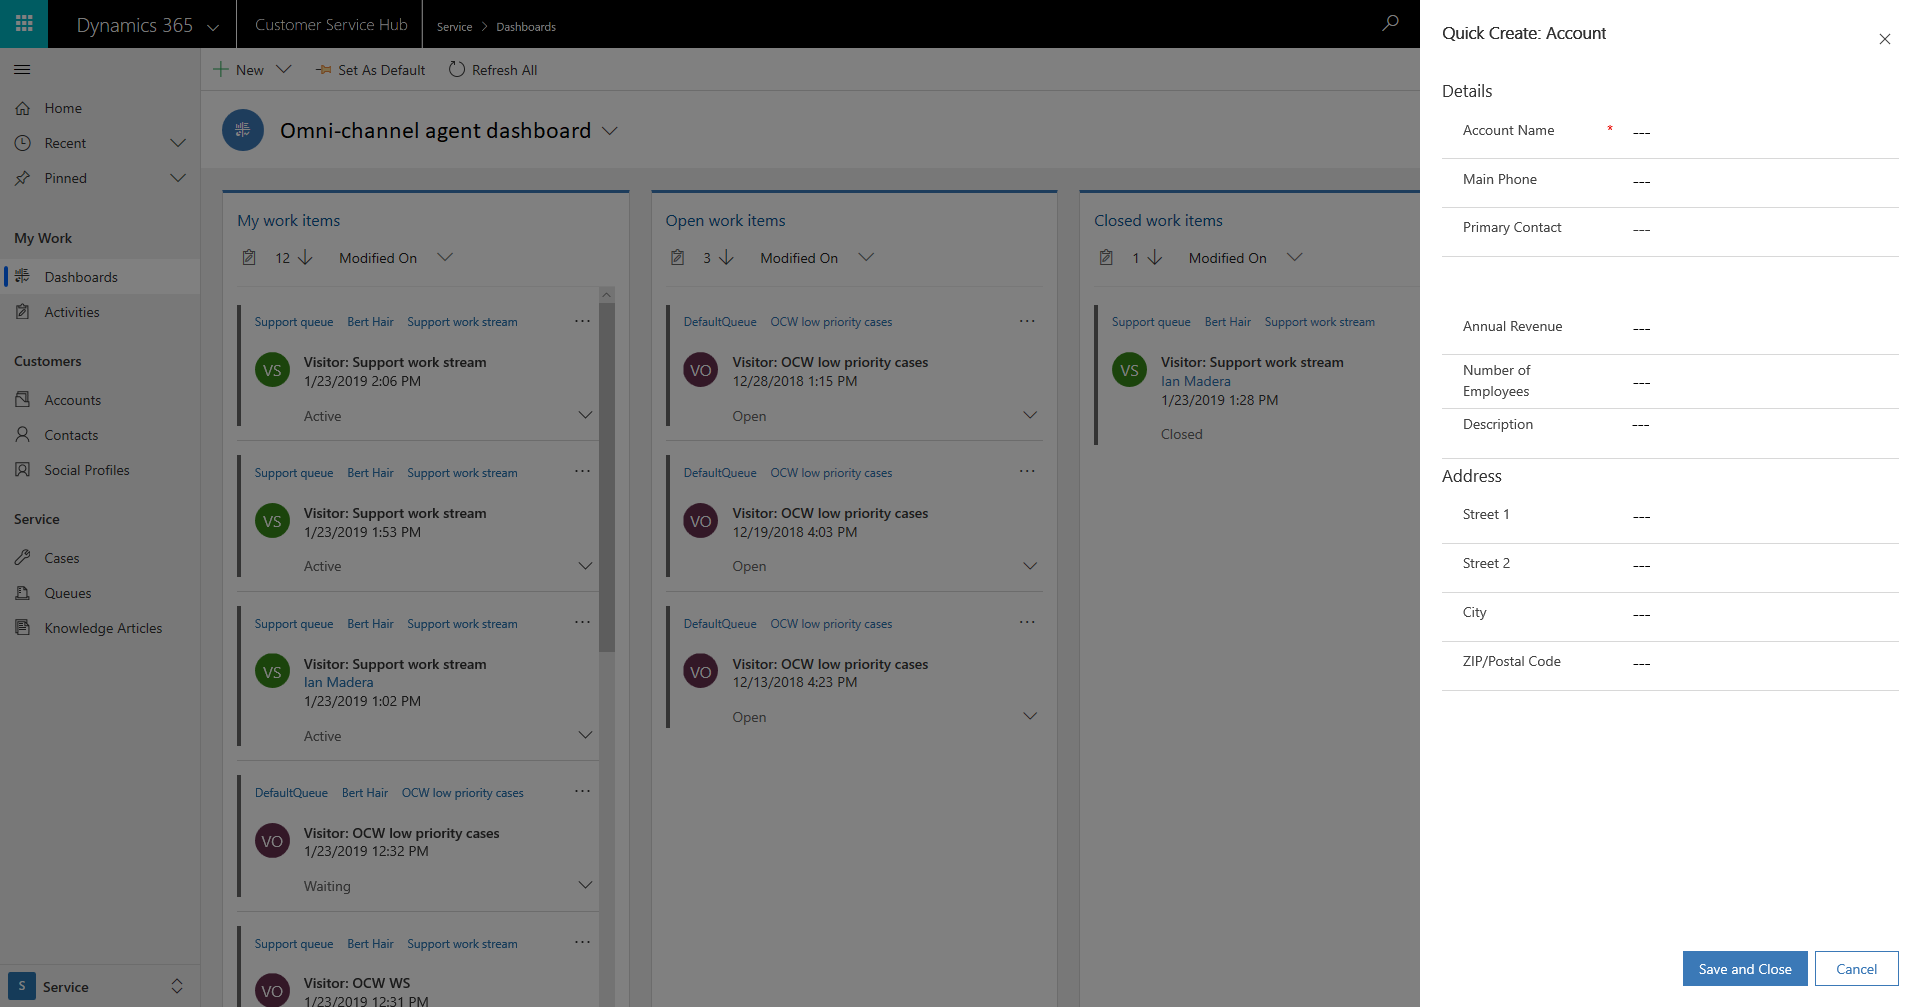 Dynamics 365
Customer Service Hub
Service > Dashboards
New
Set As Default
Refresh All
Home
Recent
Pinned
My Work
Dashboards
Activities
Customers
Accounts
Contacts
Social Profiles
Service
Cases
Queues
Knowledge Articles
S Service
Omni-channel agent dashboard
My work items
12 Modified On
Support queue Bert Hair Support work stream ...
VS Visitor: Support work stream
1/23/2019 2:06 PM
Active
Support queue Bert Hair Support work stream ...
VS Visitor: Support work stream
1/23/2019 1:53 PM
Active
Support queue Bert Hair Support work stream ...
VS Visitor: Support work stream
Ian Madera
1/23/2019 1:02 PM
Active
DefaultQueue Bert Hair OCW low priority cases ...
VO Visitor: OCW low priority cases
1/23/2019 12:32 PM
Waiting
Support queue Bert Hair Support work stream ...
VO Visitor: OCW WS
1/23/2019 12:31 PM
Open work items
3 Modified On
DefaultQueue OCW low priority cases ...
VO Visitor: OCW low priority cases
12/28/2018 1:15 PM
Open
DefaultQueue OCW low priority cases ...
VO Visitor: OCW low priority cases
12/19/2018 4:03 PM
Open
DefaultQueue OCW low priority cases ...
VO Visitor: OCW low priority cases
12/13/2018 4:23 PM
Open
Closed work items
1 Modified On
Support queue Bert Hair Support work stream
VS Visitor: Support work stream
Ian Madera
1/23/2019 1:28 PM
Closed
Quick Create: Account
Details
Account Name * ---
Main Phone ---
Primary Contact ---
Annual Revenue ---
Number of
Employees ---
Description ---
Address
Street 1 ---
Street 2 ---
City ---
ZIP/Postal Code ---
Save and Close
Cancel